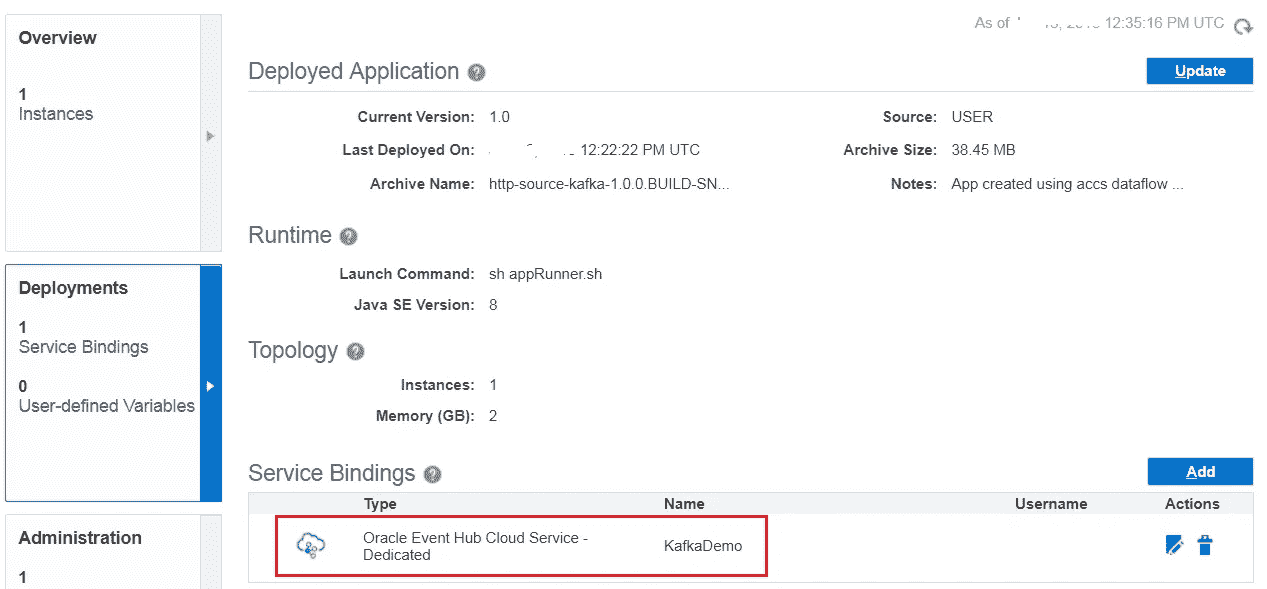 As of 12:35:16 PM UTC
Overview
1
Instances
Deployed Application
Update
Current Version: 1.0
Source: USER
Last Deployed On: 12:22:22 PM UTC
Archive Size: 38.45 MB
Archive Name: http-source-kafka-1.0.0.BUILD-SN...
Notes: App created using accs dataflow ...
Runtime
Launch Command: sh appRunner.sh
Java SE Version: 8
Deployments
1
Service Bindings
0
User-defined Variables
Topology
Instances: 1
Memory (GB): 2
Service Bindings
Add
Type Name Username Actions
Oracle Event Hub Cloud Service -
Dedicated
KafkaDemo
Administration
1